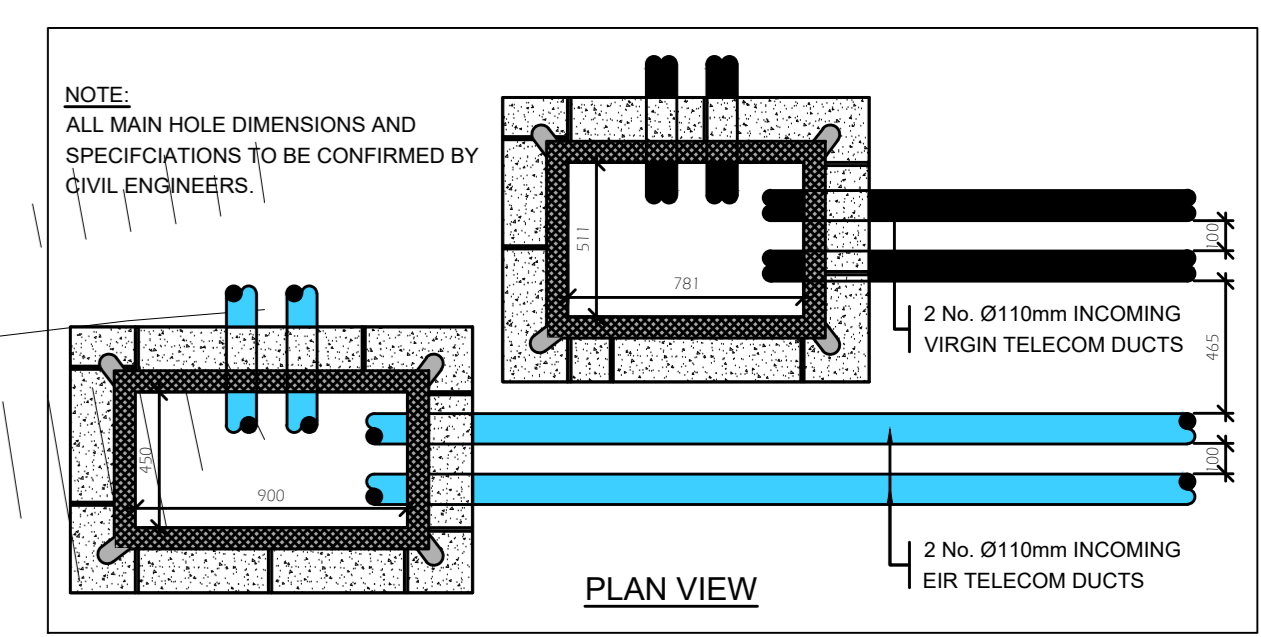 NOTE:
ALL MAIN HOLE DIMENSIONS AND
SPECIFCIATIONS TO BE CONFIRMED BY
CIVIL ENGINEERS.
511
781
100
2 No. Ø110mm INCOMING
VIRGIN TELECOM DUCTS
465
450
900
100
2 No. Ø110mm INCOMING
EIR TELECOM DUCTS
PLAN VIEW